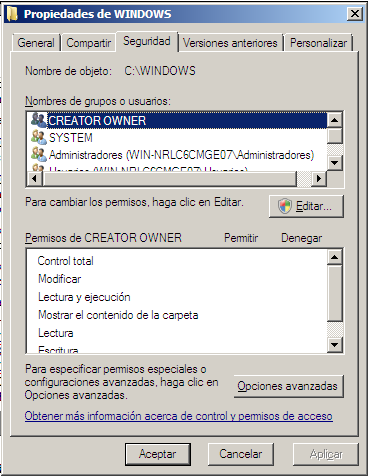 Propiedades de WINDOWS
General Compartir Seguridad Versiones anteriores Personalizar
Nombre de objeto: C:\WINDOWS
Nombres de grupos o usuarios:
CREATOR OWNER
SYSTEM
Administradores (WIN-NRLC6CMGE07\Administradores)
Usuarios (WIN-NRLC6CMGE07\Usuarios)
Para cambiar los permisos, haga clic en Editar.
Editar...
Permisos de CREATOR OWNER Permitir Denegar
Control total
Modificar
Lectura y ejecución
Mostrar el contenido de la carpeta
Lectura
Escritura
Para especificar permisos especiales o
configuraciones avanzadas, haga clic en
Opciones avanzadas.
Opciones avanzadas
Obtener más información acerca de control y permisos de acceso
Aceptar Cancelar Aplicar